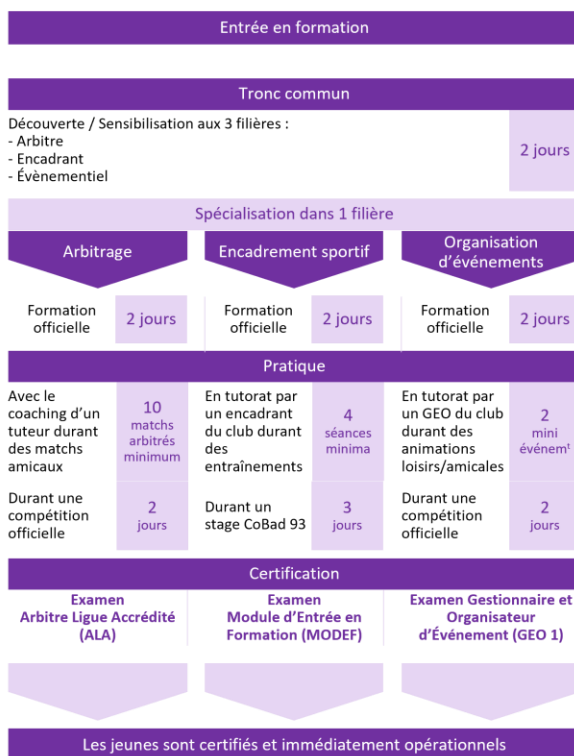 Entrée en formation
Tronc commun
Découverte / Sensibilisation aux 3 filières :
- Arbitre
- Encadrant
- Évènementiel
2 jours
Spécialisation dans 1 filière
Arbitrage
Encadrement sportif
Organisation
d’événements
Formation
officielle
2 jours
Formation
officielle
2 jours
Formation
officielle
2 jours
Pratique
Avec le
coaching d’un
tuteur durant
des matchs
amicaux
10
matchs
arbitrés
minimum
En tutorat par
un encadrant
du club durant
des
entraînements
4
séances
minima
En tutorat par
un GEO du club
durant des
animations
loisirs/amicales
2
mini
événemᵗ
Durant une
compétition
officielle
2
jours
Durant un
stage CoBad 93
3
jours
Durant une
compétition
officielle
2
jours
Certification
Examen
Arbitre Ligue Accrédité
(ALA)
Examen
Module d’Entrée en
Formation (MODEF)
Examen Gestionnaire et
Organisateur
d’Événement (GEO 1)
Les jeunes sont certifiés et immédiatement opérationnels